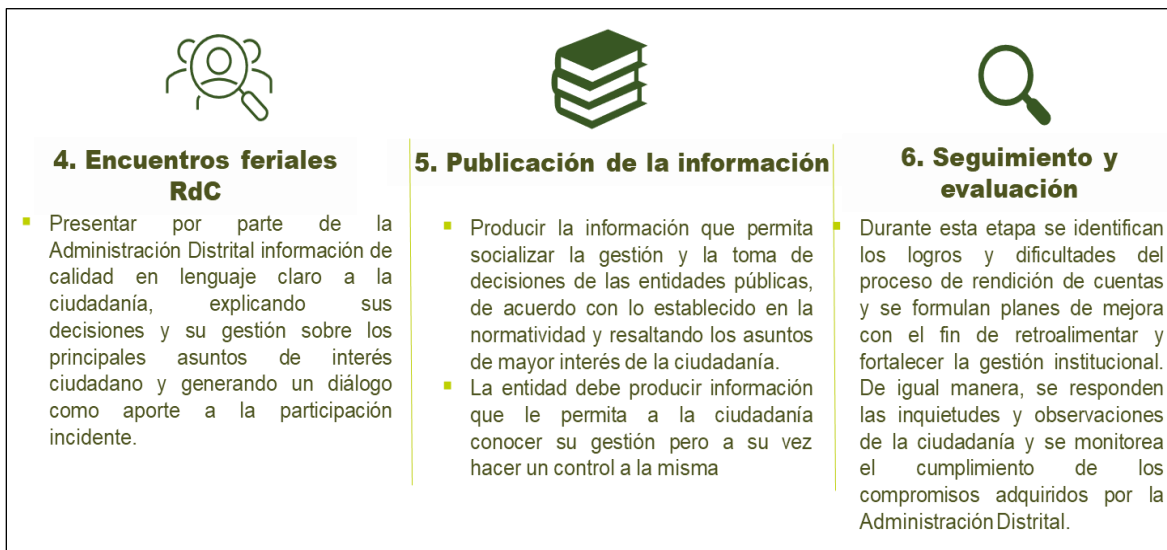 4. Encuentros feriales
RdC
▪ Presentar por parte de la
Administración Distrital información de
calidad en lenguaje claro a la
ciudadanía, explicando sus
decisiones y su gestión sobre los
principales asuntos de interés
ciudadano y generando un diálogo
como aporte a la participación
incidente.
5. Publicación de la información
▪ Producir la información que permita
socializar la gestión y la toma de
decisiones de las entidades públicas,
de acuerdo con lo establecido en la
normatividad y resaltando los asuntos
de mayor interés de la ciudadanía.
▪ La entidad debe producir información
que le permita a la ciudadanía
conocer su gestión pero a su vez
hacer un control a la misma
6. Seguimiento y
evaluación
▪ Durante esta etapa se identifican
los logros y dificultades del
proceso de rendición de cuentas
y se formulan planes de mejora
con el fin de retroalimentar y
fortalecer la gestión institucional.
De igual manera, se responden
las inquietudes y observaciones
de la ciudadanía y se monitorea
el cumplimiento de los
compromisos adquiridos por la
Administración Distrital.